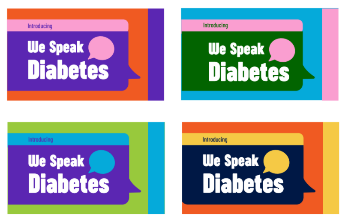 Introducing
We Speak
Diabetes
Introducing
We Speak
Diabetes
Introducing
We Speak
Diabetes
Introducing
We Speak
Diabetes